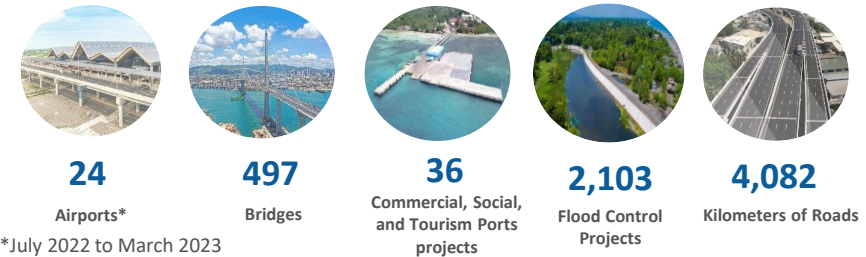 24
Airports*
497
Bridges
36
Commercial, Social,
and Tourism Ports
projects
2,103
Flood Control
Projects
4,082
Kilometers of Roads
*July 2022 to March 2023